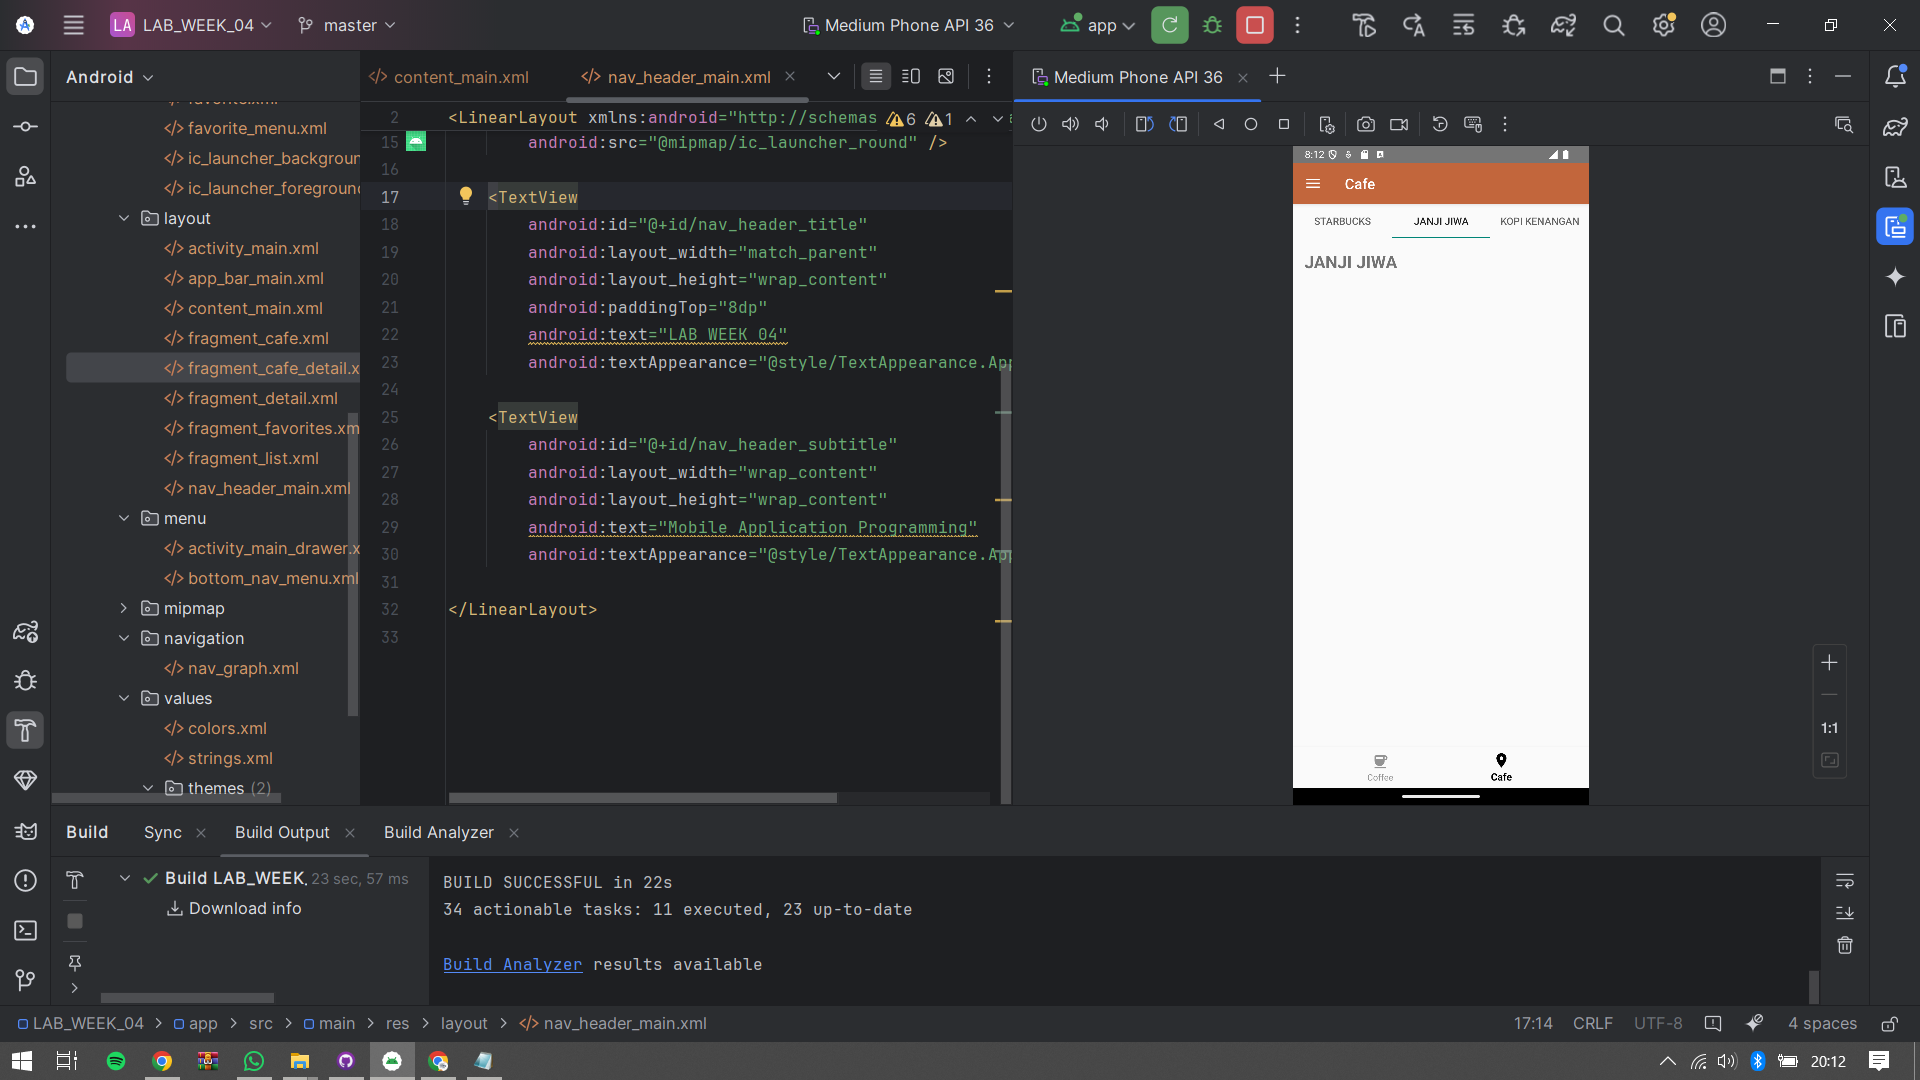 LA LAB_WEEK_04 master Medium Phone API 36 app
Android
favorite_menu.xml
ic_launcher_backgroun
ic_launcher_foreground
layout
activity_main.xml
app_bar_main.xml
content_main.xml
fragment_cafe.xml
fragment_cafe_detail.x
fragment_detail.xml
fragment_favorites.xm
fragment_list.xml
nav_header_main.xml
menu
activity_main_drawer.x
bottom_nav_menu.xml
mipmap
navigation
nav_graph.xml
values
colors.xml
strings.xml
themes (2)
content_main.xml nav_header_main.xml
2 <LinearLayout xmlns:android="http://schemas 6 1
15 android:src="@mipmap/ic_launcher_round" />
16
17 <TextView
18 android:id="@+id/nav_header_title"
19 android:layout_width="match_parent"
20 android:layout_height="wrap_content"
21 android:paddingTop="8dp"
22 android:text="LAB WEEK 04"
23 android:textAppearance="@style/TextAppearance.App
24
25 <TextView
26 android:id="@+id/nav_header_subtitle"
27 android:layout_width="wrap_content"
28 android:layout_height="wrap_content"
29 android:text="Mobile Application Programming"
30 android:textAppearance="@style/TextAppearance.App
31
32 </LinearLayout>
33
Medium Phone API 36
8:12
Cafe
STARBUCKS JANJI JIWA KOPI KENANGAN
JANJI JIWA
Coffee Cafe
1:1
Build Sync Build Output Build Analyzer
Build LAB_WEEK_ 23 sec, 57 ms
Download info
BUILD SUCCESSFUL in 22s
34 actionable tasks: 11 executed, 23 up-to-date
Build Analyzer results available
LAB_WEEK_04 > app > src > main > res > layout > nav_header_main.xml 17:14 CRLF UTF-8 4 spaces
20:12